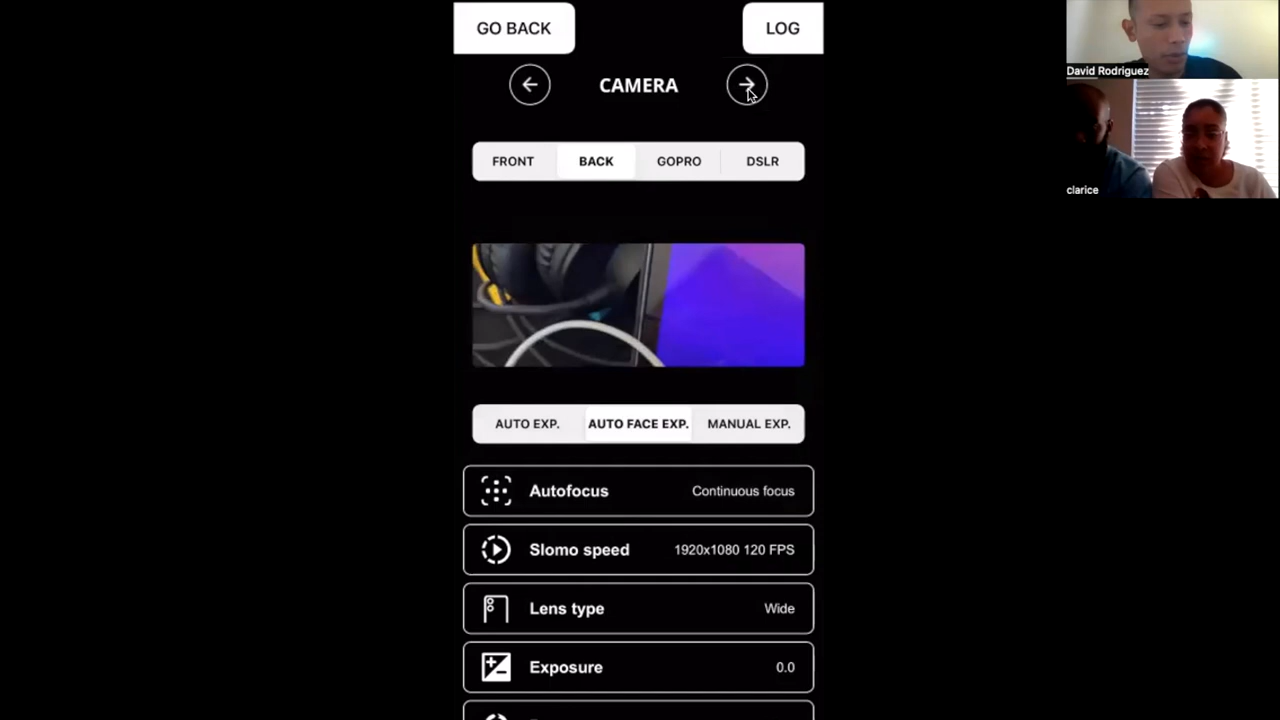 GO BACK
LOG
CAMERA
FRONT
BACK
GOPRO
DSLR
AUTO EXP.
AUTO FACE EXP.
MANUAL EXP.
Autofocus
Continuous focus
Slomo speed
1920x1080 120 FPS
Lens type
Wide
Exposure
0.0
David Rodriguez
clarice